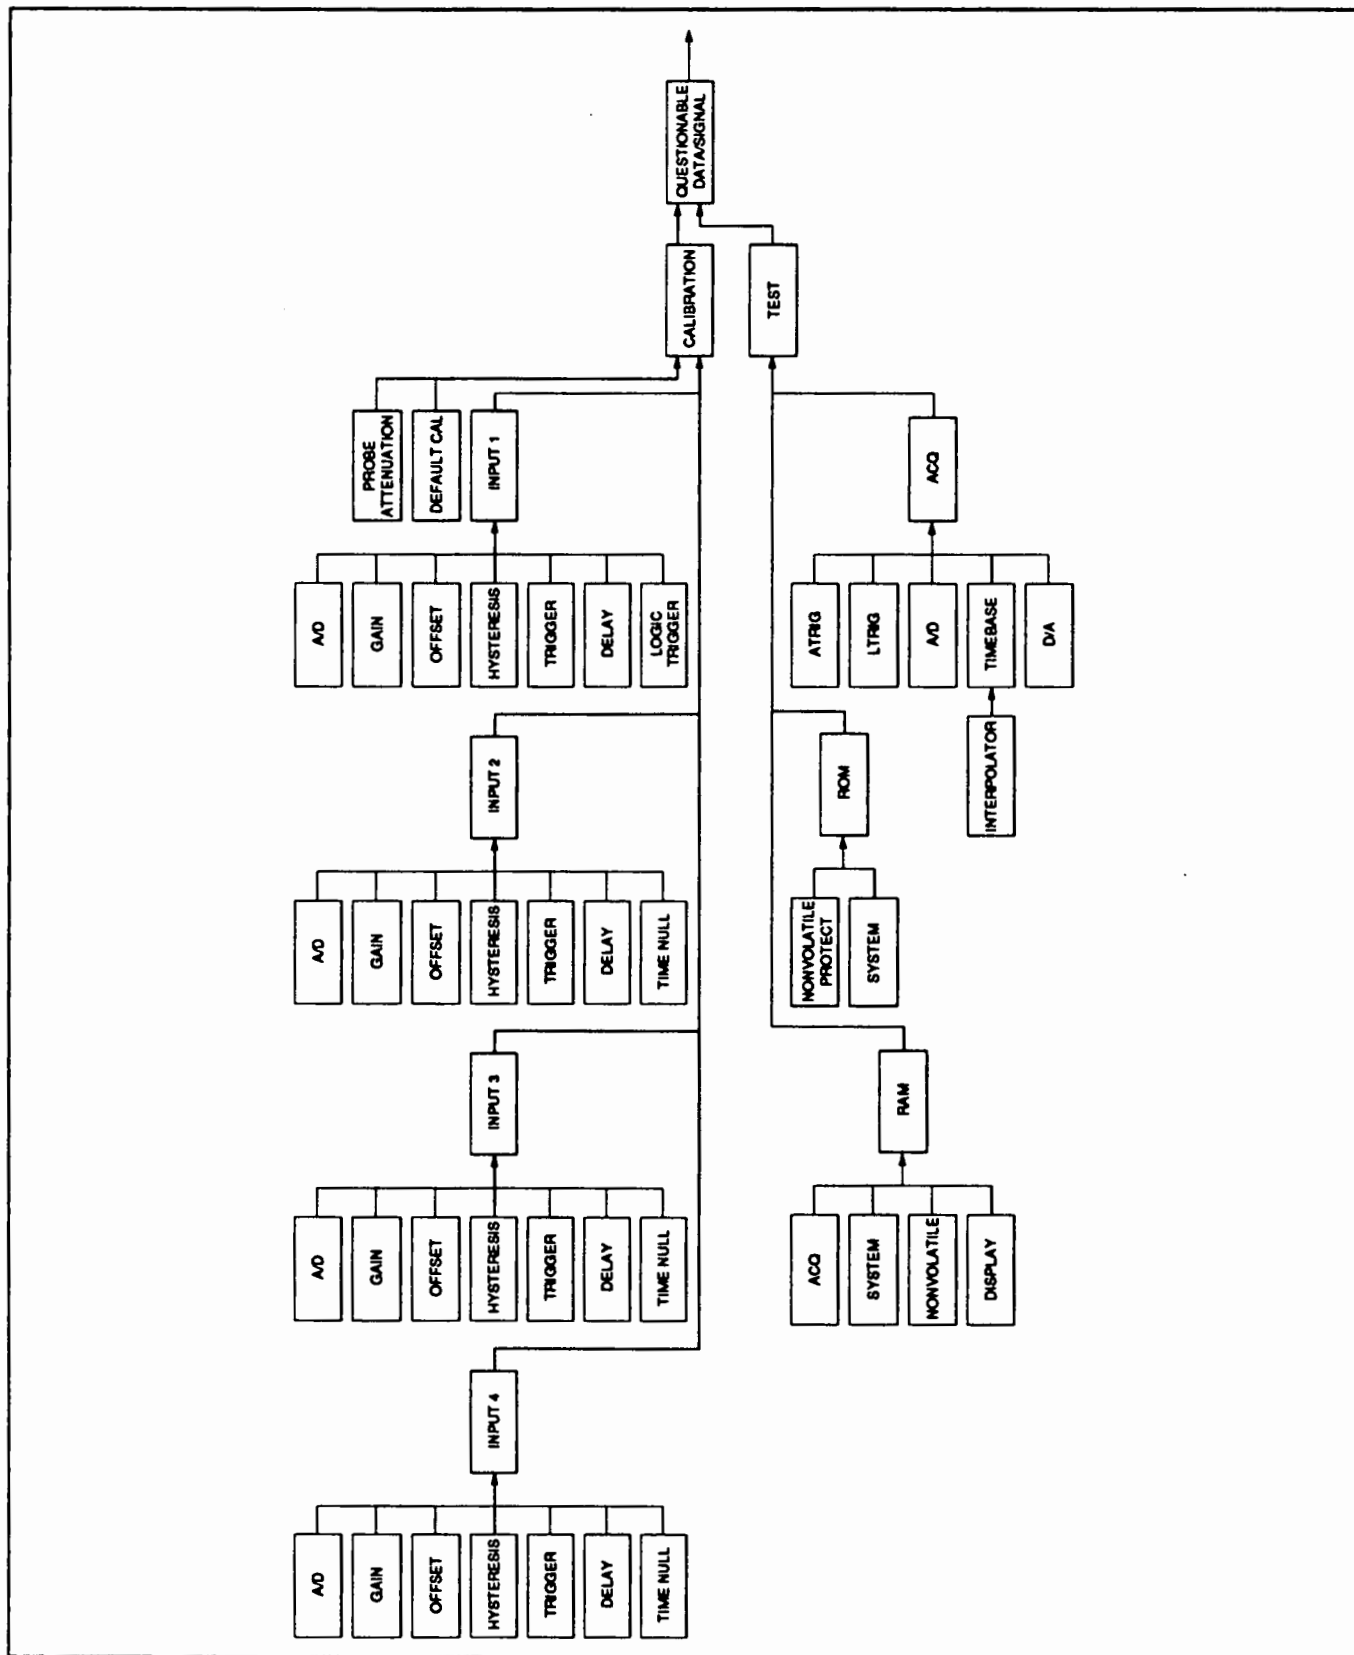 A/D
GAIN
OFFSET
HYSTERESIS
TRIGGER
DELAY
TIME NULL
INPUT 4
A/D
GAIN
OFFSET
HYSTERESIS
TRIGGER
DELAY
TIME NULL
INPUT 3
A/D
GAIN
OFFSET
HYSTERESIS
TRIGGER
DELAY
TIME NULL
INPUT 2
A/D
GAIN
OFFSET
HYSTERESIS
TRIGGER
DELAY
LOGIC
TRIGGER
PROBE
ATTENUATION
DEFAULT CAL
INPUT 1
CALIBRATION
QUESTIONABLE
DATA/SIGNAL
TEST
ACQ
SYSTEM
NONVOLATILE
DISPLAY
RAM
NONVOLATILE
PROTECT
SYSTEM
ROM
INTERPOLATOR
ATRIG
LTRIG
A/D
TIMEBASE
D/A
ACQ